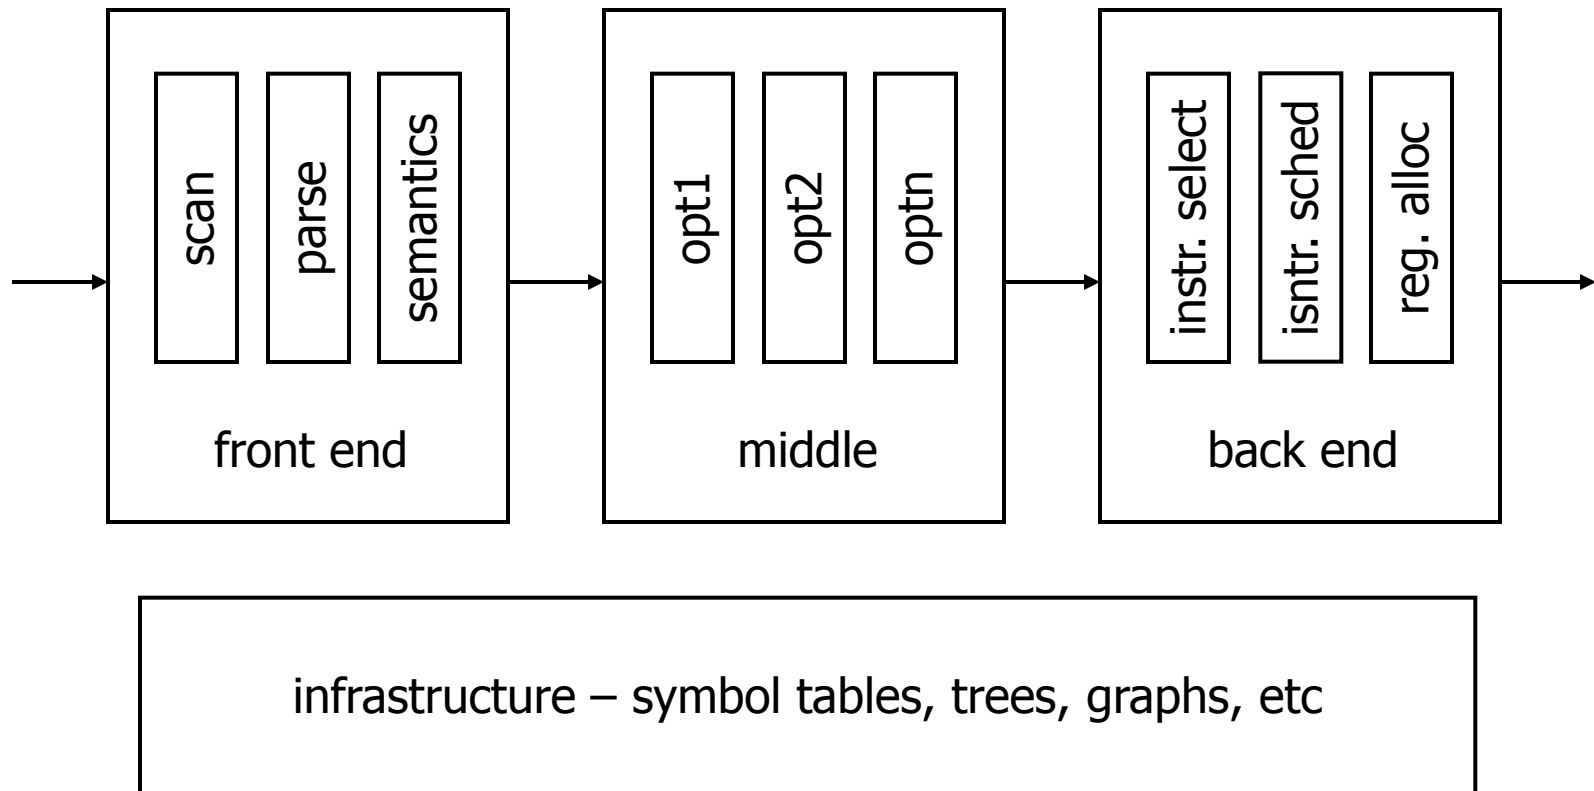 scan
parse
semantics
front end
opt1
opt2
optn
middle
instr. select
isntr. sched
reg. alloc
back end
infrastructure – symbol tables, trees, graphs, etc